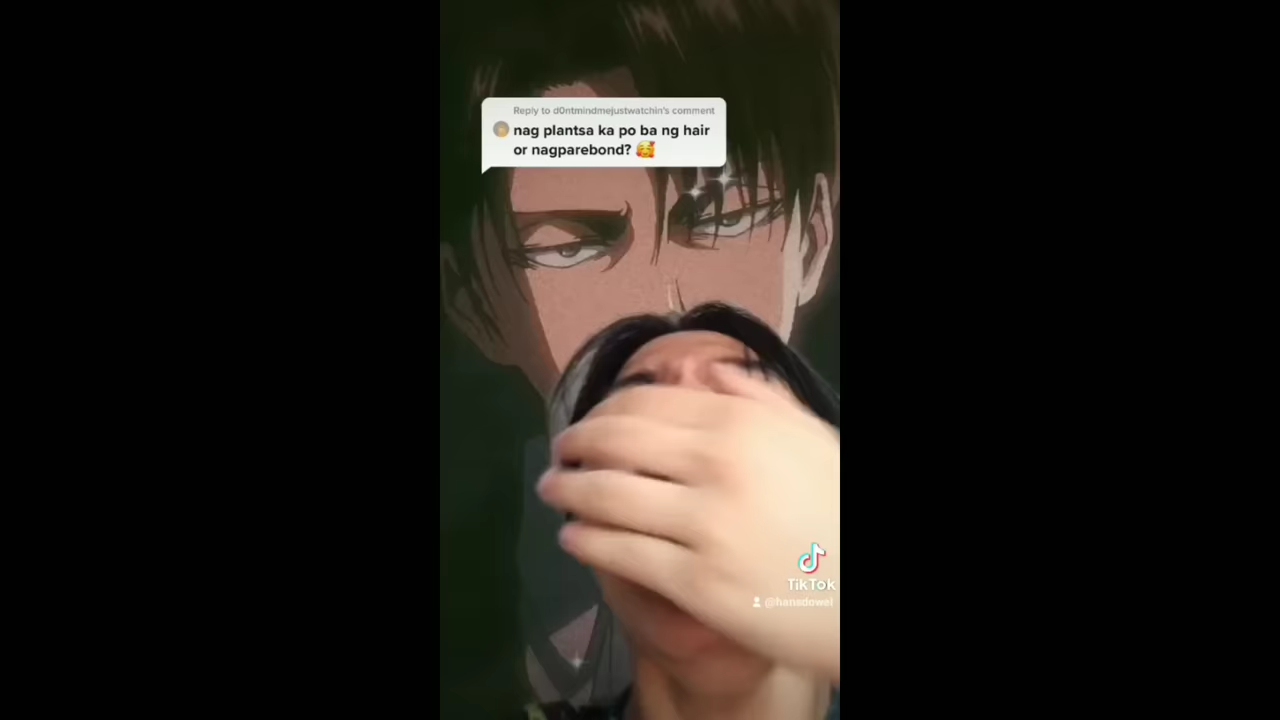 Reply to d0ntmindmejustwatchin's comment
nag plantsa ka po ba ng hair
or nagparebond? 🥰
TikTok
@hansdowel